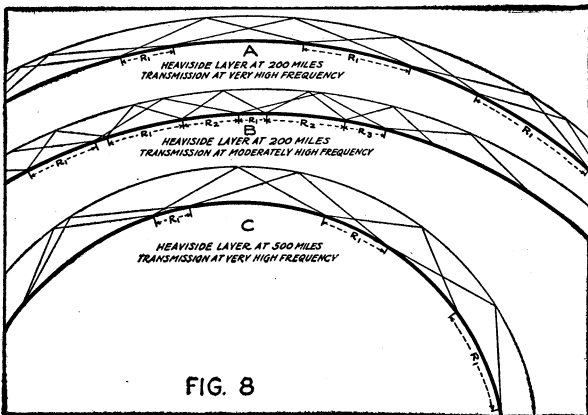 R1 A R1
HEAVISIDE LAYER AT 200 MILES
TRANSMISSION AT VERY HIGH FREQUENCY
R1
R1 R1 R2 R1 R2 R3
B
HEAVISIDE LAYER AT 200 MILES
TRANSMISSION AT MODERATELY HIGH FREQUENCY
R1 C R1
HEAVISIDE LAYER AT 500 MILES
TRANSMISSION AT VERY HIGH FREQUENCY
R1
FIG. 8